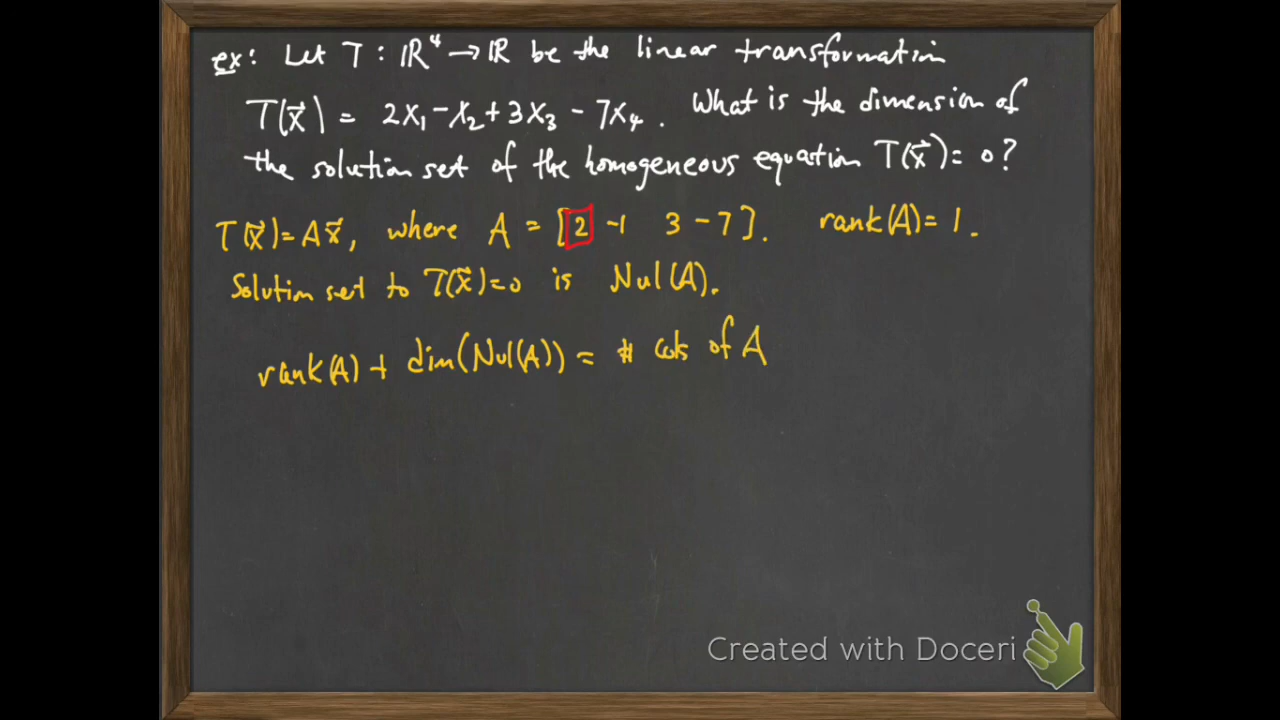 ex: Let T : ℝ⁴ → ℝ be the linear transformation
T(x⃗) = 2x₁ - x₂ + 3x₃ - 7x₄. What is the dimension of
the solution set of the homogeneous equation T(x⃗) = 0?
T(x⃗) = Ax⃗, where A = [2 -1 3 -7]. rank(A) = 1.
Solution set to T(x⃗)=0 is Nul(A).
rank(A) + dim(Nul(A)) = # cols of A
Created with Doceri